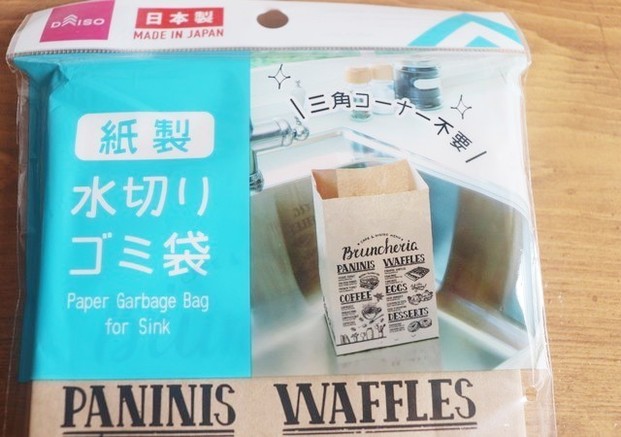 DAISO
日本製
MADE IN JAPAN
三角コーナー不要
紙製
水切り
ゴミ袋
Paper Garbage Bag
for Sink
Bruncheria
PANINIS WAFFLES
COFFEE
EGGS
DESSERTS
PANINIS WAFFLES